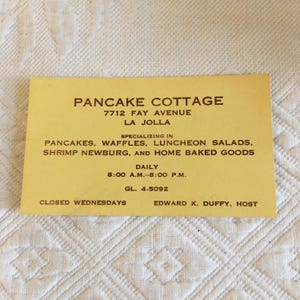 PANCAKE COTTAGE
7712 FAY AVENUE
LA JOLLA
SPECIALIZING IN
PANCAKES, WAFFLES, LUNCHEON SALADS,
SHRIMP NEWBURG, AND HOME BAKED GOODS
DAILY
8:00 A.M.-8:00 P.M.
GL. 4-5092
CLOSED WEDNESDAYS EDWARD K. DUFFY, HOST